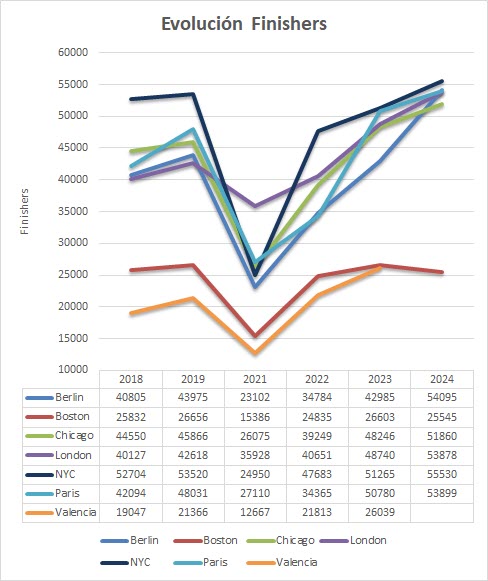 Evolución Finishers
60000
55000
50000
45000
40000
35000
30000
25000
20000
15000
10000
Finishers
2018 2019 2021 2022 2023 2024
Berlin 40805 43975 23102 34784 42985 54095
Boston 25832 26656 15386 24835 26603 25545
Chicago 44550 45866 26075 39249 48246 51860
London 40127 42618 35928 40651 48740 53878
NYC 52704 53520 24950 47683 51265 55530
Paris 42094 48031 27110 34365 50780 53899
Valencia 19047 21366 12667 21813 26039
Berlin Boston Chicago London
NYC Paris Valencia